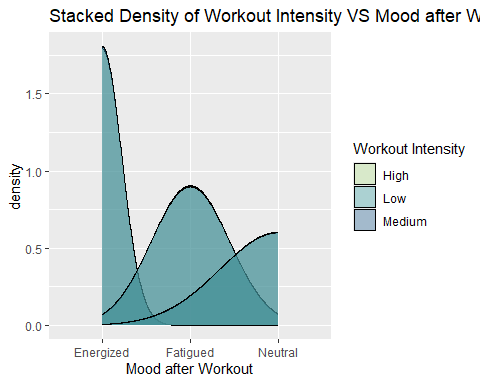 Stacked Density of Workout Intensity VS Mood after W
1.5
1.0
0.5
0.0
density
Energized Fatigued Neutral
Mood after Workout
Workout Intensity
High
Low
Medium